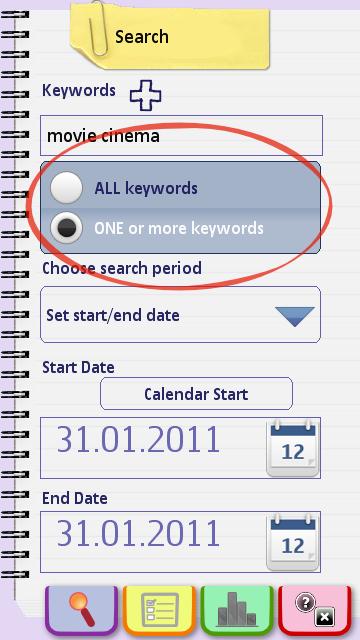 Search
Keywords
movie cinema
ALL keywords
ONE or more keywords
Choose search period
Set start/end date
Start Date
Calendar Start
31.01.2011
12
End Date
31.01.2011
12
?